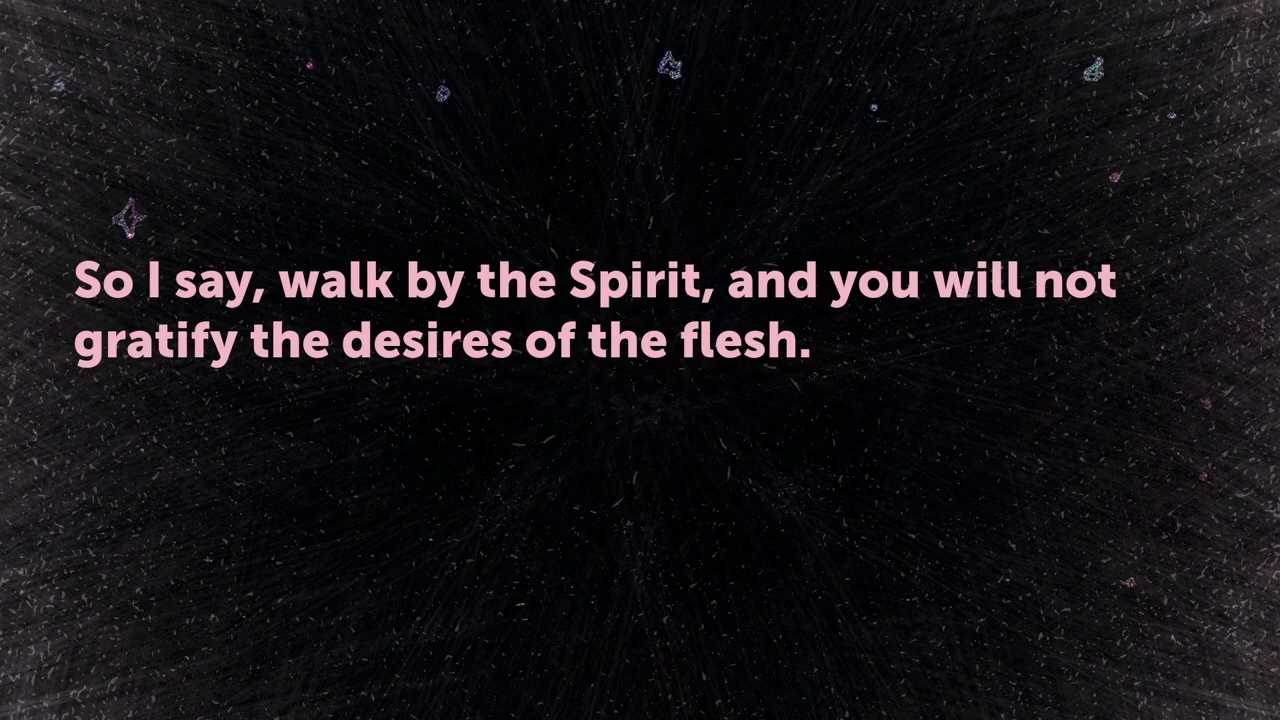 So I say, walk by the Spirit, and you will not
gratify the desires of the flesh.